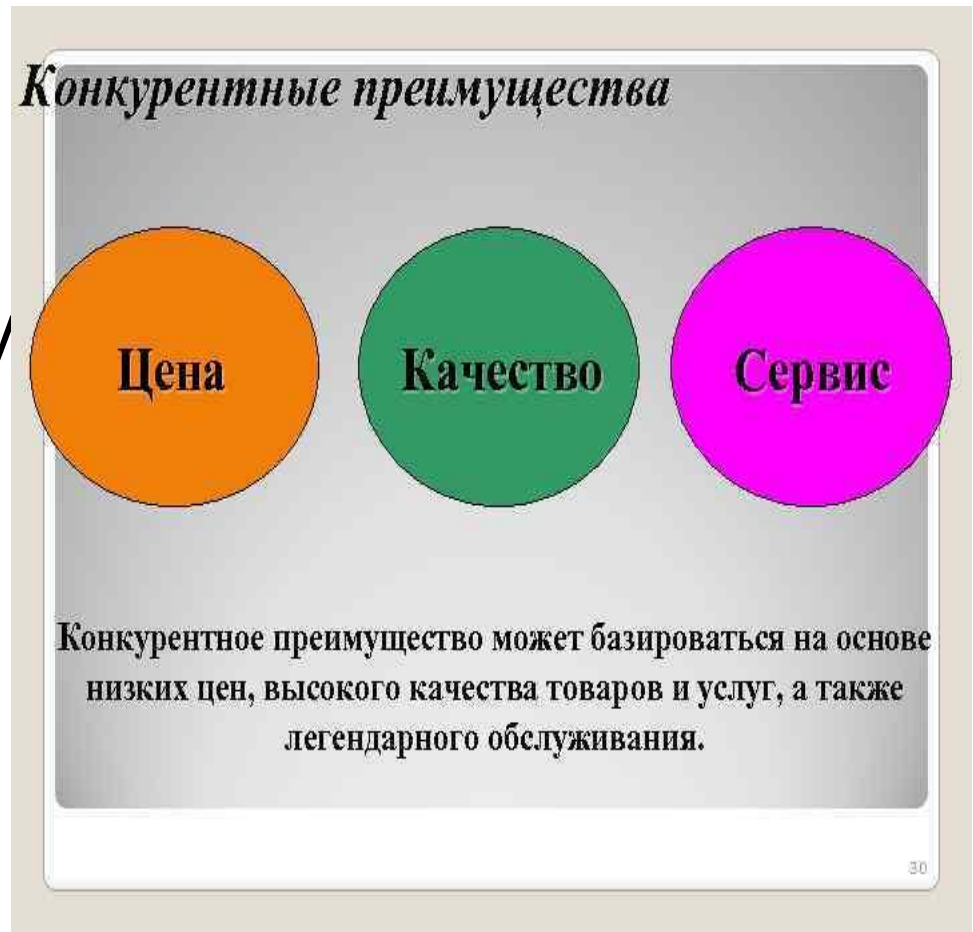 Конкурентные преимущества
Цена
Качество
Сервис
Конкурентное преимущество может базироваться на основе
низких цен, высокого качества товаров и услуг, а также
легендарного обслуживания.
30